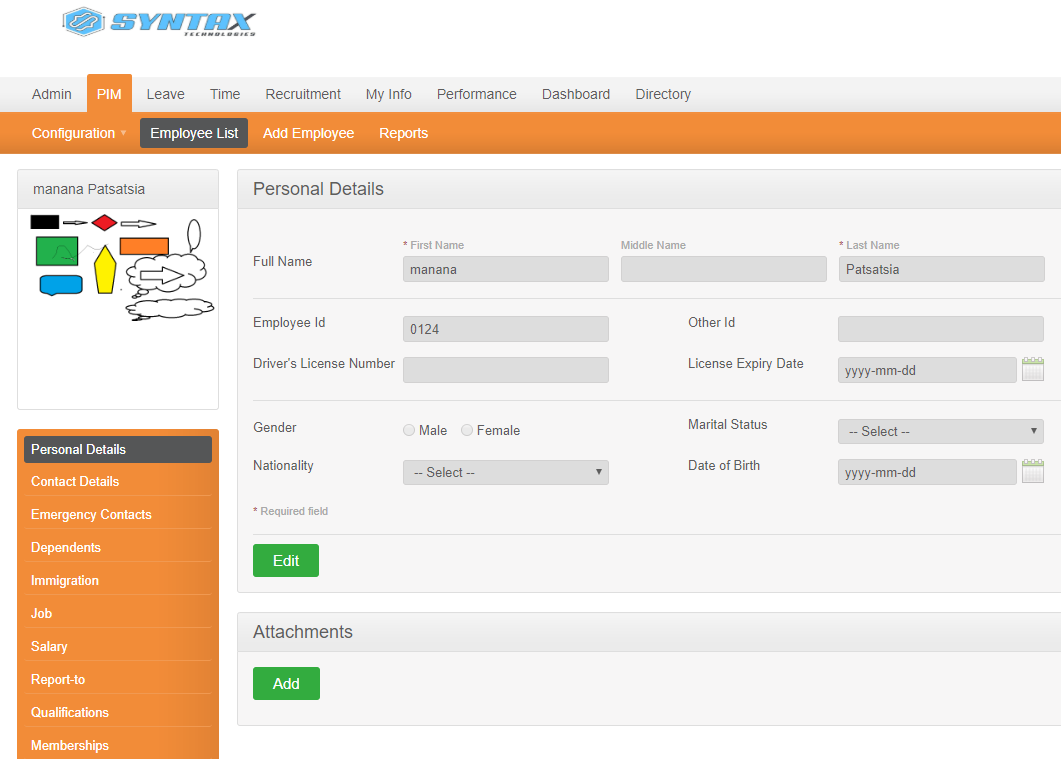 SYNTAX
TECHNOLOGIES
Admin PIM Leave Time Recruitment My Info Performance Dashboard Directory
Configuration Employee List Add Employee Reports
manana Patsatsia
Personal Details
Contact Details
Emergency Contacts
Dependents
Immigration
Job
Salary
Report-to
Qualifications
Memberships
Personal Details
* First Name Middle Name * Last Name
Full Name manana Patsatsia
Employee Id 0124 Other Id
Driver's License Number License Expiry Date yyyy-mm-dd
Gender Male Female Marital Status -- Select --
Nationality -- Select -- Date of Birth yyyy-mm-dd
* Required field
Edit
Attachments
Add